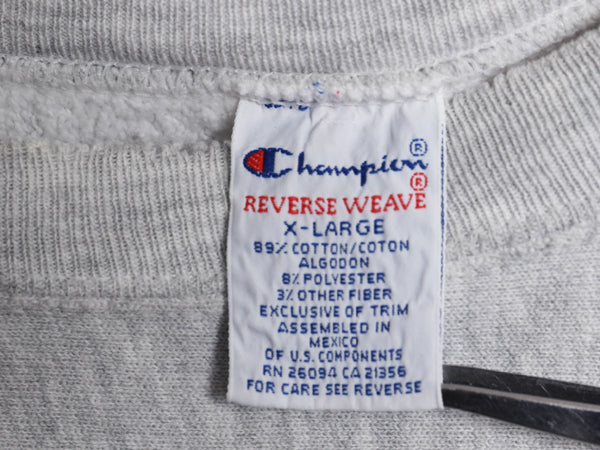 Champion ®
REVERSE WEAVE ®
X-LARGE
89% COTTON/COTON
ALGODON
8% POLYESTER
3% OTHER FIBER
EXCLUSIVE OF TRIM
ASSEMBLED IN
MEXICO
OF U.S. COMPONENTS
RN 26094 CA 21356
FOR CARE SEE REVERSE